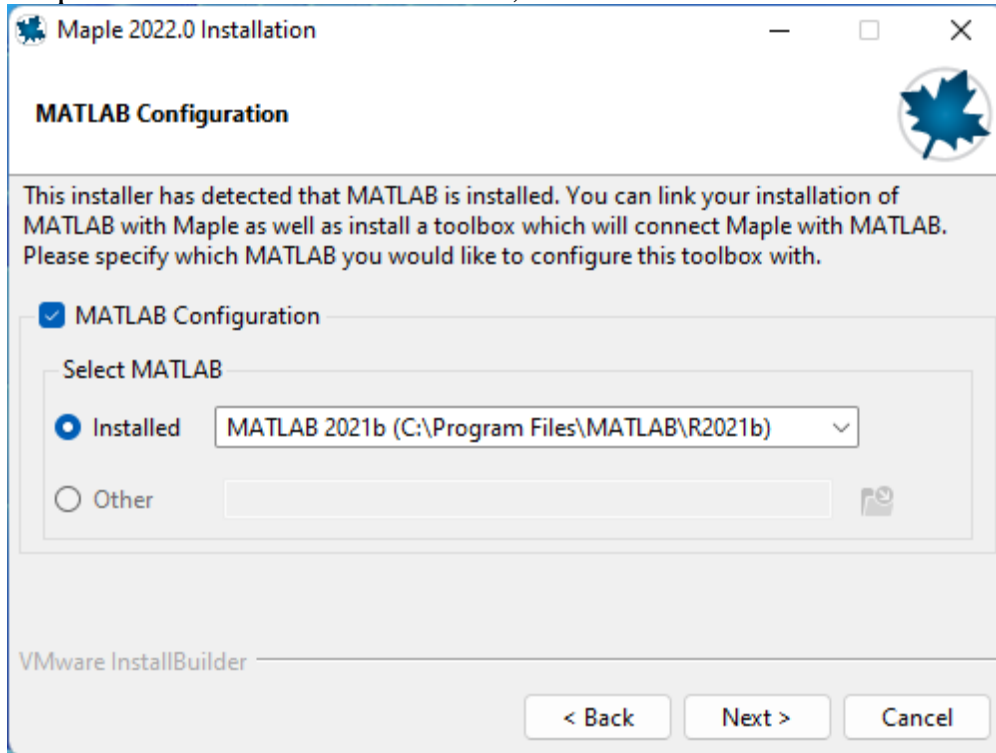 Maple 2022.0 Installation
MATLAB Configuration
This installer has detected that MATLAB is installed. You can link your installation of
MATLAB with Maple as well as install a toolbox which will connect Maple with MATLAB.
Please specify which MATLAB you would like to configure this toolbox with.
MATLAB Configuration
Select MATLAB
Installed MATLAB 2021b (C:\Program Files\MATLAB\R2021b)
Other
VMware InstallBuilder
< Back Next > Cancel